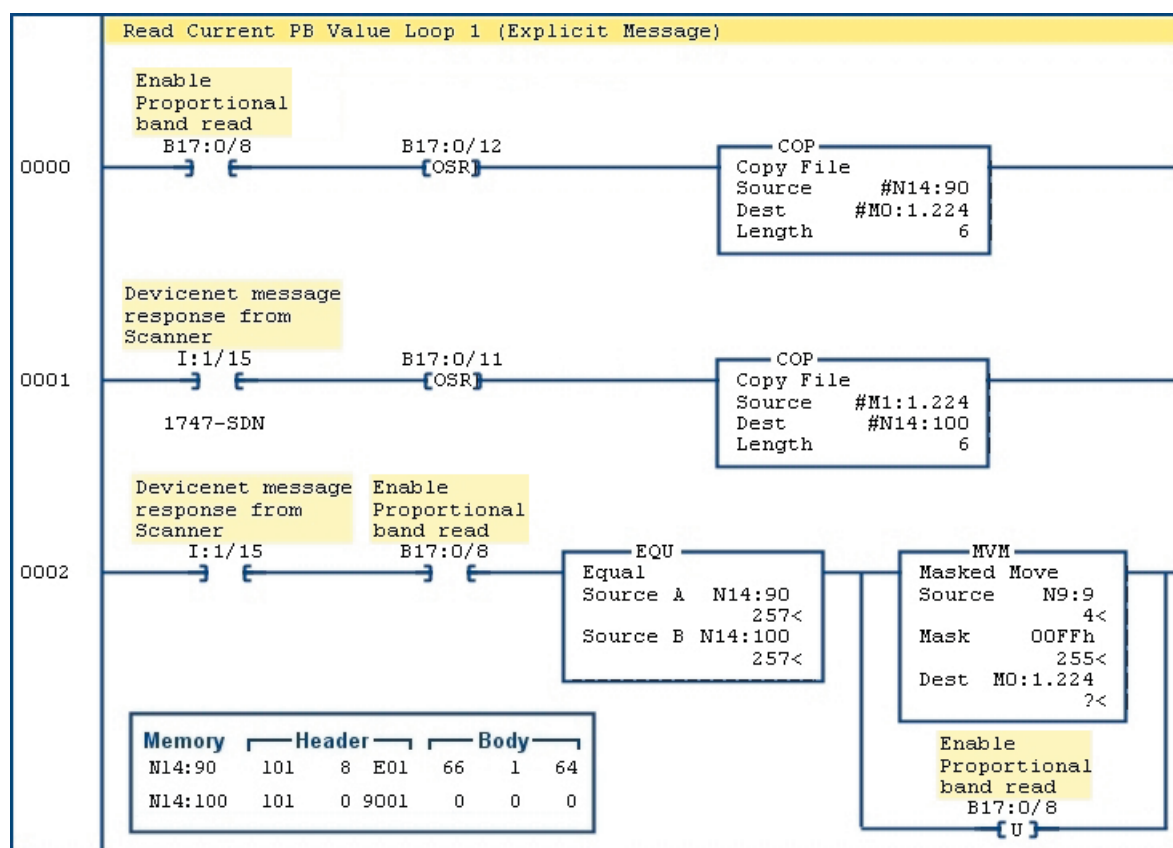 Read Current PB Value Loop 1 (Explicit Message)
Enable
Proportional
band read
B17:0/8
B17:0/12
OSR
0000
COP
Copy File
Source #N14:90
Dest #M0:1.224
Length 6
Devicenet message
response from
Scanner
I:1/15
B17:0/11
OSR
0001
1747-SDN
COP
Copy File
Source #M1:1.224
Dest #N14:100
Length 6
Devicenet message
response from
Scanner
I:1/15
Enable
Proportional
band read
B17:0/8
0002
EQU
Equal
Source A N14:90
257<
Source B N14:100
257<
MVM
Masked Move
Source N9:9
4<
Mask 00FFh
255<
Dest M0:1.224
?<
Enable
Proportional
band read
B17:0/8
U
Memory Header Body
N14:90 101 8 E01 66 1 64
N14:100 101 0 9001 0 0 0